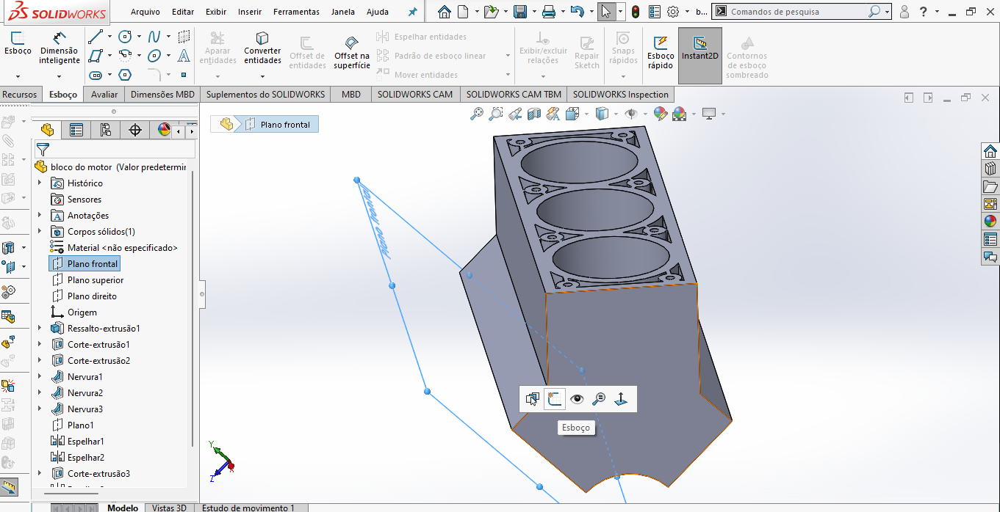 SOLIDWORKS
Arquivo Editar Exibir Inserir Ferramentas Janela Ajuda
b...
Comandos de pesquisa
?
Esboço
Dimensão inteligente
Aparar entidades
Converter entidades
Offset de entidades
Offset na superfície
Espelhar entidades
Padrão de esboço linear
Mover entidades
Exibir/excluir relações
Repair Sketch
Snaps rápidos
Esboço rápido
Instant2D
Contornos de esboço sombreado
Recursos Esboço Avaliar Dimensões MBD Suplementos do SOLIDWORKS MBD SOLIDWORKS CAM SOLIDWORKS CAM TBM SOLIDWORKS Inspection
Plano frontal
bloco do motor (Valor predetermin
Histórico
Sensores
Anotações
Corpos sólidos(1)
Material <não especificado>
Plano frontal
Plano superior
Plano direito
Origem
Ressalto-extrusão1
Corte-extrusão1
Corte-extrusão2
Nervura1
Nervura2
Nervura3
Plano1
Espelhar1
Espelhar2
Corte-extrusão3
Plano frontal
Esboço
Y
X
Z
Modelo Vistas 3D Estudo de movimento 1